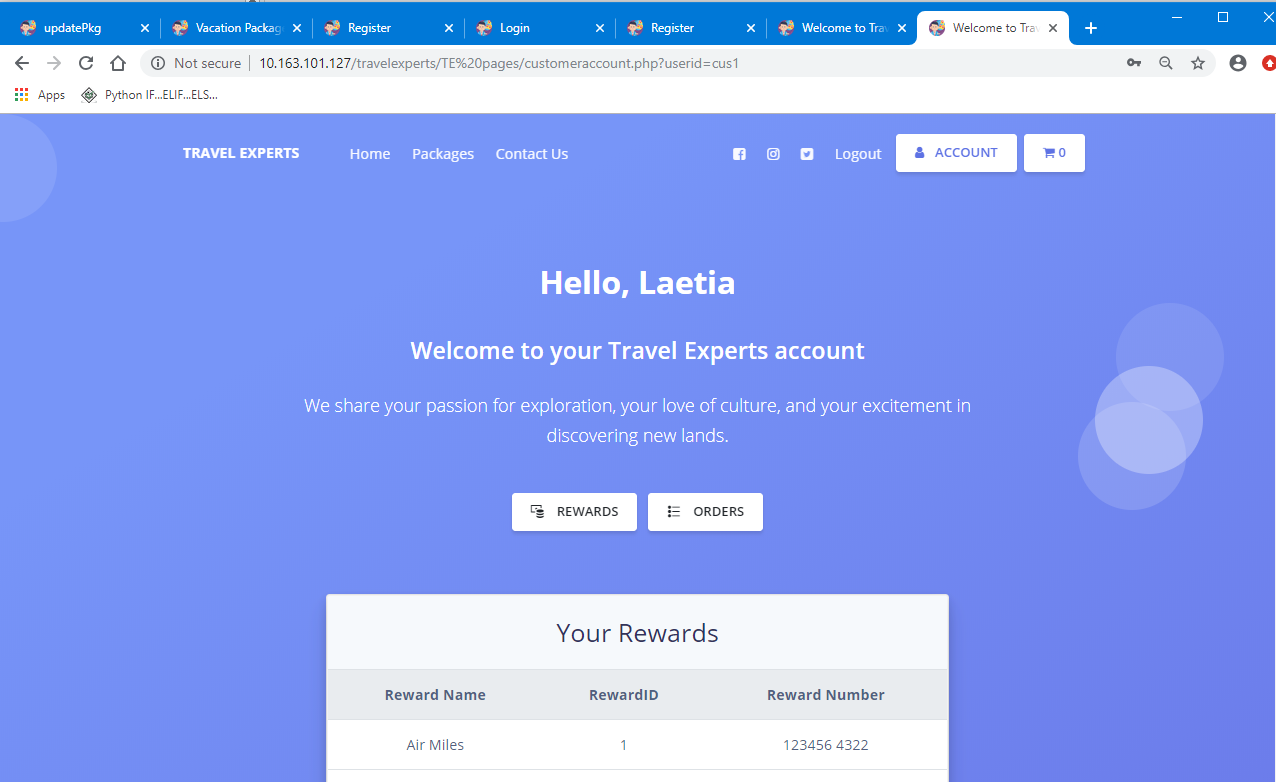 updatePkg Vacation Packag Register Login Register Welcome to Tra Welcome to Tra
Not secure 10.163.101.127/travelexperts/TE%20pages/customeraccount.php?userid=cus1
Apps Python IF...ELIF...ELS...
TRAVEL EXPERTS Home Packages Contact Us Logout ACCOUNT 0
Hello, Laetia
Welcome to your Travel Experts account
We share your passion for exploration, your love of culture, and your excitement in
discovering new lands.
REWARDS ORDERS
Your Rewards
Reward Name RewardID Reward Number
Air Miles 1 123456 4322